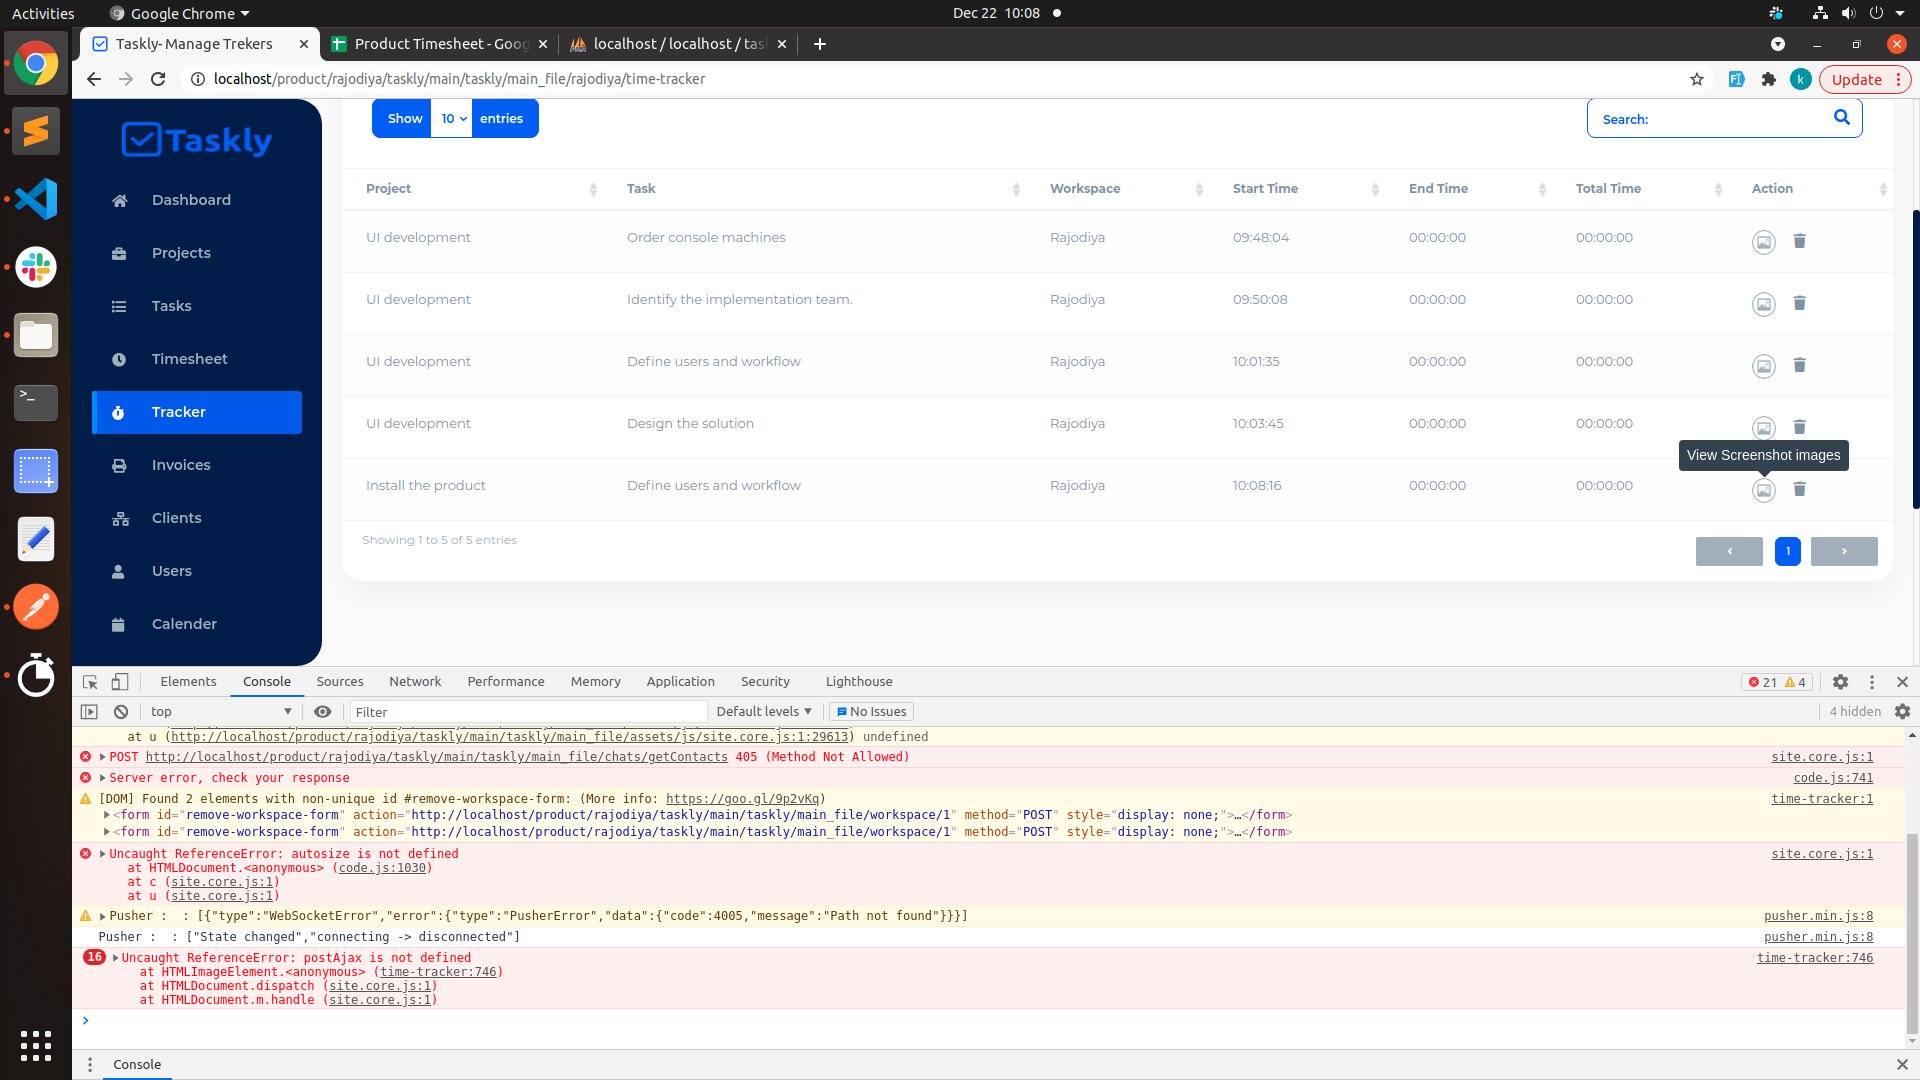 Activities
Google Chrome
Dec 22 10:08
Taskly- Manage Trekers
Product Timesheet - Goog
localhost / localhost / task
localhost/product/rajodiya/taskly/main/taskly/main_file/rajodiya/time-tracker
k
Update
Taskly
Dashboard
Projects
Tasks
Timesheet
Tracker
Invoices
Clients
Users
Calender
Show 10 entries
Search:
Project Task Workspace Start Time End Time Total Time Action
UI development Order console machines Rajodiya 09:48:04 00:00:00 00:00:00
UI development Identify the implementation team. Rajodiya 09:50:08 00:00:00 00:00:00
UI development Define users and workflow Rajodiya 10:01:35 00:00:00 00:00:00
UI development Design the solution Rajodiya 10:03:45 00:00:00 00:00:00
View Screenshot images
Install the product Define users and workflow Rajodiya 10:08:16 00:00:00 00:00:00
Showing 1 to 5 of 5 entries
‹ 1 ›
Elements Console Sources Network Performance Memory Application Security Lighthouse
21 4
top
Filter
Default levels
No Issues
4 hidden
at u (http://localhost/product/rajodiya/taskly/main/taskly/main_file/assets/js/site.core.js:1:29613) undefined
POST http://localhost/product/rajodiya/taskly/main/taskly/main_file/chats/getContacts 405 (Method Not Allowed) site.core.js:1
Server error, check your response code.js:741
[DOM] Found 2 elements with non-unique id #remove-workspace-form: (More info: https://goo.gl/9p2vKq) time-tracker:1
<form id="remove-workspace-form" action="http://localhost/product/rajodiya/taskly/main/taskly/main_file/workspace/1" method="POST" style="display: none;">…</form>
<form id="remove-workspace-form" action="http://localhost/product/rajodiya/taskly/main/taskly/main_file/workspace/1" method="POST" style="display: none;">…</form>
Uncaught ReferenceError: autosize is not defined site.core.js:1
at HTMLDocument.<anonymous> (code.js:1030)
at c (site.core.js:1)
at u (site.core.js:1)
Pusher :  : [{"type":"WebSocketError","error":{"type":"PusherError","data":{"code":4005,"message":"Path not found"}}}] pusher.min.js:8
Pusher :  : ["State changed","connecting -> disconnected"] pusher.min.js:8
16 Uncaught ReferenceError: postAjax is not defined time-tracker:746
at HTMLImageElement.<anonymous> (time-tracker:746)
at HTMLDocument.dispatch (site.core.js:1)
at HTMLDocument.m.handle (site.core.js:1)
Console